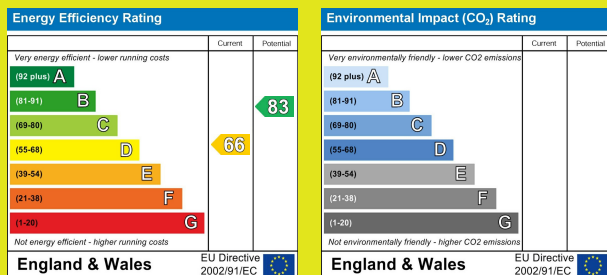 Energy Efficiency Rating
Current Potential
Very energy efficient - lower running costs
(92 plus) A
(81-91) B
83
(69-80) C
(55-68) D
66
(39-54) E
(21-38) F
(1-20) G
Not energy efficient - higher running costs
England & Wales
EU Directive
2002/91/EC
Environmental Impact (CO2) Rating
Current Potential
Very environmentally friendly - lower CO2 emissions
(92 plus) A
(81-91) B
(69-80) C
(55-68) D
(39-54) E
(21-38) F
(1-20) G
Not environmentally friendly - higher CO2 emissions
England & Wales
EU Directive
2002/91/EC